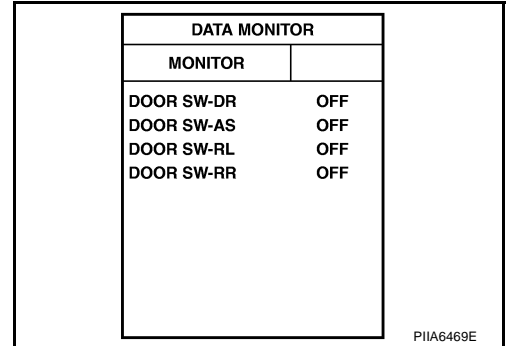 DATA MONITOR
MONITOR
DOOR SW-DR OFF
DOOR SW-AS OFF
DOOR SW-RL OFF
DOOR SW-RR OFF
PIIA6469E